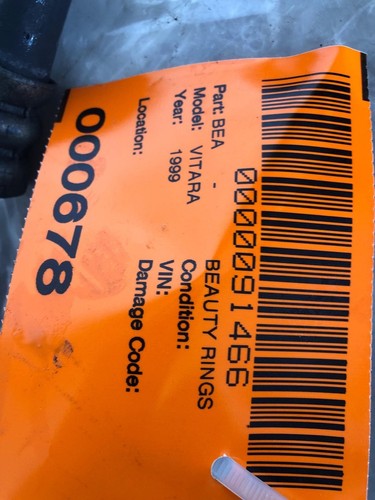 0000091466
Part: BEA - BEAUTY RINGS
Model: VITARA Condition:
Year: 1999 VIN:
Location: Damage Code:
000678